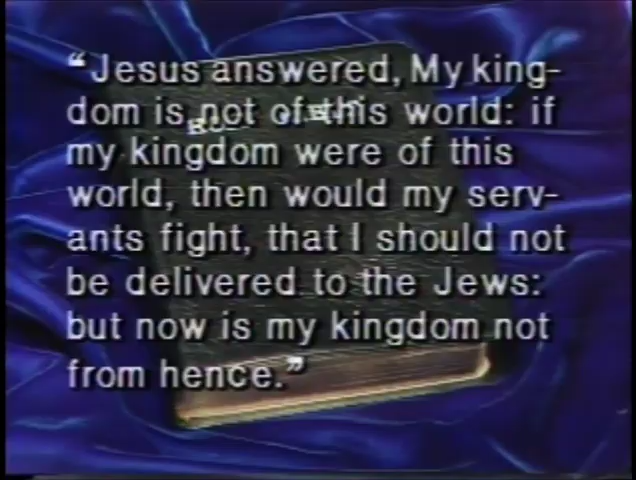 “Jesus answered, My king-
dom is not of this world: if
my kingdom were of this
world, then would my serv-
ants fight, that I should not
be delivered to the Jews:
but now is my kingdom not
from hence.”